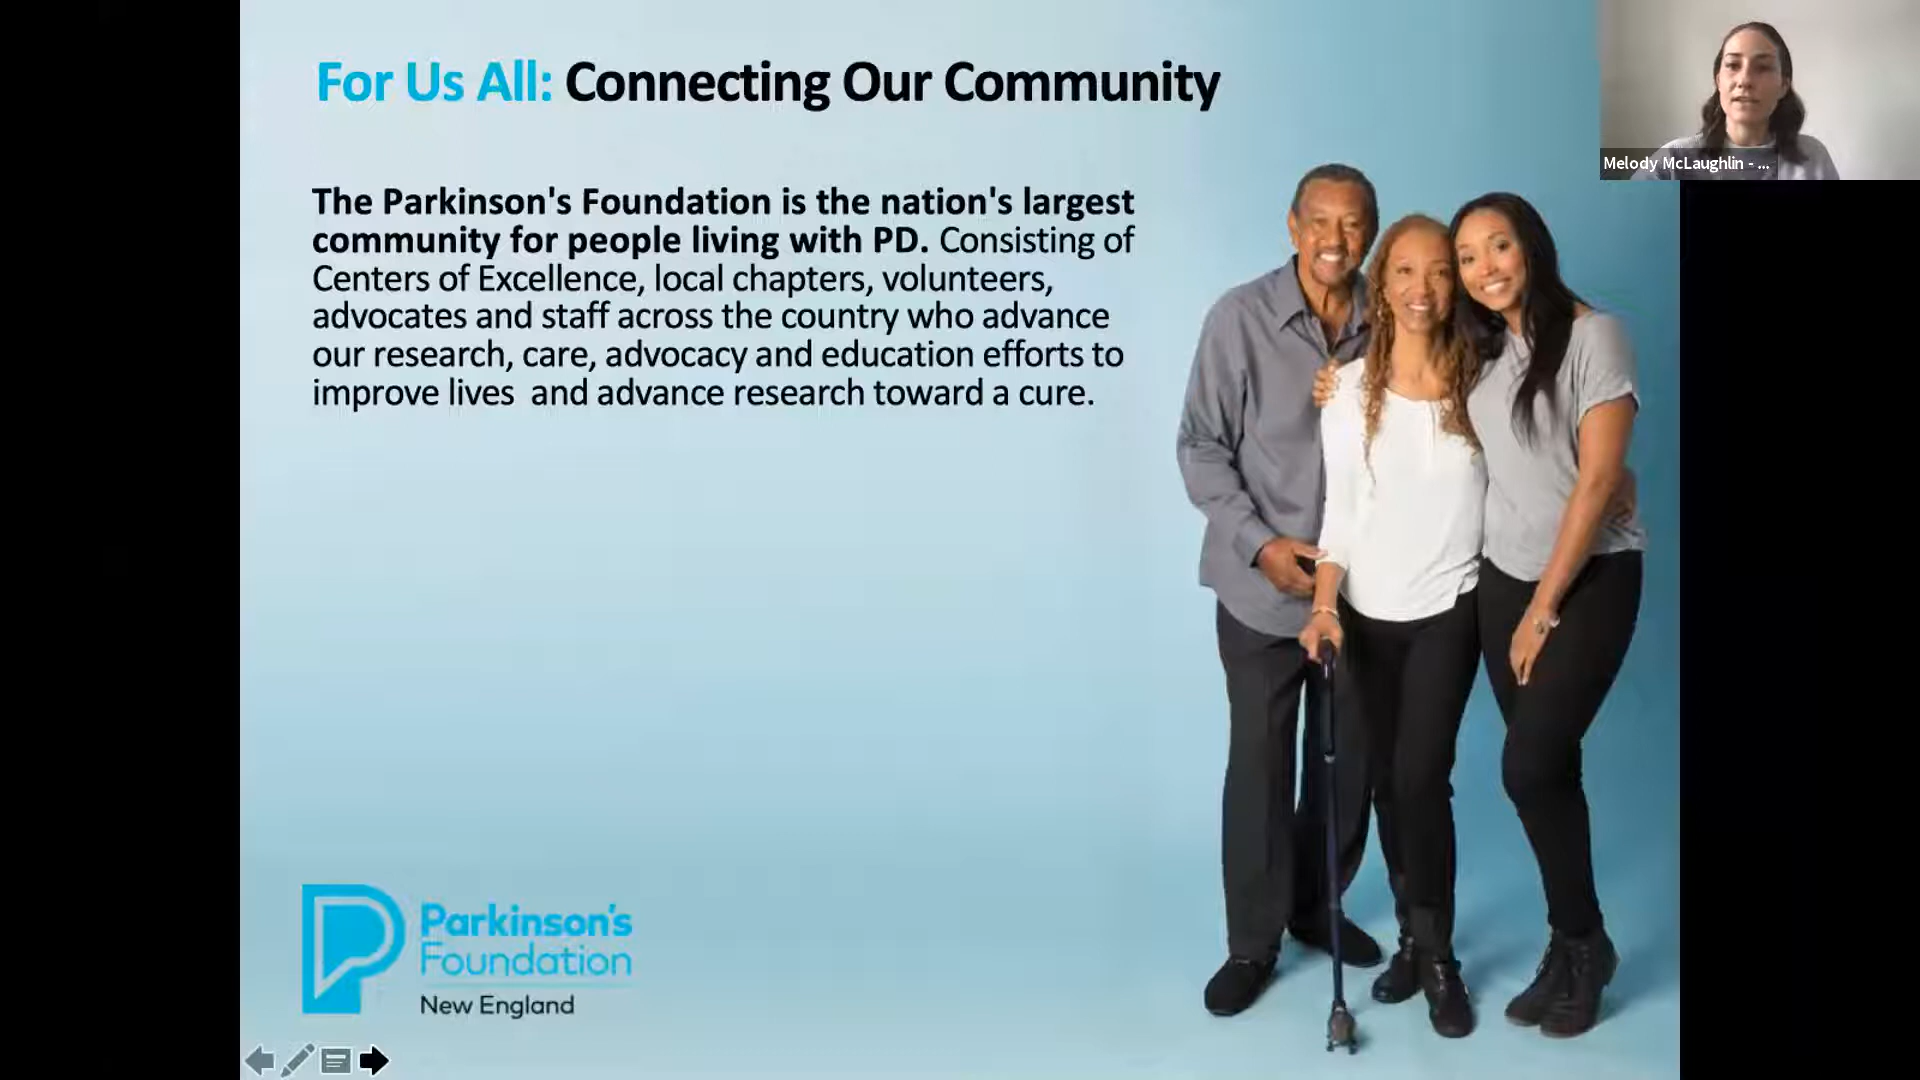 For Us All: Connecting Our Community
Melody McLaughlin - ...
The Parkinson's Foundation is the nation's largest
community for people living with PD. Consisting of
Centers of Excellence, local chapters, volunteers,
advocates and staff across the country who advance
our research, care, advocacy and education efforts to
improve lives  and advance research toward a cure.
Parkinson's
Foundation
New England